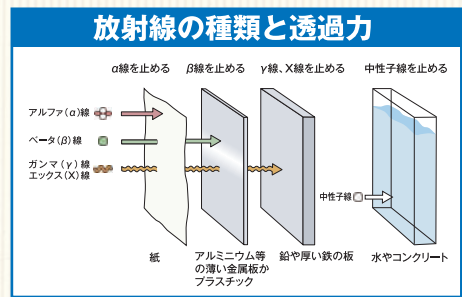 放射線の種類と透過力
α線を止める
β線を止める
γ線、X線を止める
中性子線を止める
アルファ(α)線
ベータ(β)線
ガンマ(γ)線
エックス(X)線
中性子線
紙
アルミニウム等
の薄い金属板か
プラスチック
鉛や厚い鉄の板
水やコンクリート